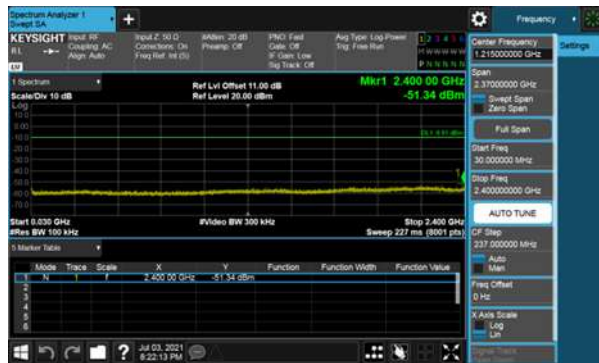 Spectrum Analyzer 1
Swept SA
Frequency
KEYSIGHT
Input: RF
Coupling: AC
Align: Auto
Input Z: 50 Ω
Corrections: On
Freq Ref: Int (S)
#Atten: 20 dB
Preamp: Off
PNO: Fast
Gate: Off
IF Gain: Low
Sig Track: Off
Avg Type: Log-Power
Trig: Free Run
1 2 3 4 5 6
M W W W W W
P N N N N N
Center Frequency
1.215000000 GHz
Settings
Span
2.37000000 GHz
Swept Span
Zero Span
Full Span
Start Freq
30.000000 MHz
Stop Freq
2.400000000 GHz
AUTO TUNE
CF Step
237.000000 MHz
Auto
Man
Freq Offset
0 Hz
X Axis Scale
Log
Lin
1 Spectrum
Scale/Div 10 dB
Ref Lvl Offset 11.00 dB
Ref Level 20.00 dBm
Mkr1 2.400 00 GHz
-51.34 dBm
Log
Start 0.030 GHz
#Res BW 100 kHz
#Video BW 300 kHz
Stop 2.400 GHz
Sweep 227 ms (8001 pts)
5 Marker Table
Mode Trace Scale X Y Function Function Width Function Value
1 N 1 f 2.400 00 GHz -51.34 dBm
2
3
4
5
6
Jul 03, 2021
8:22:13 PM